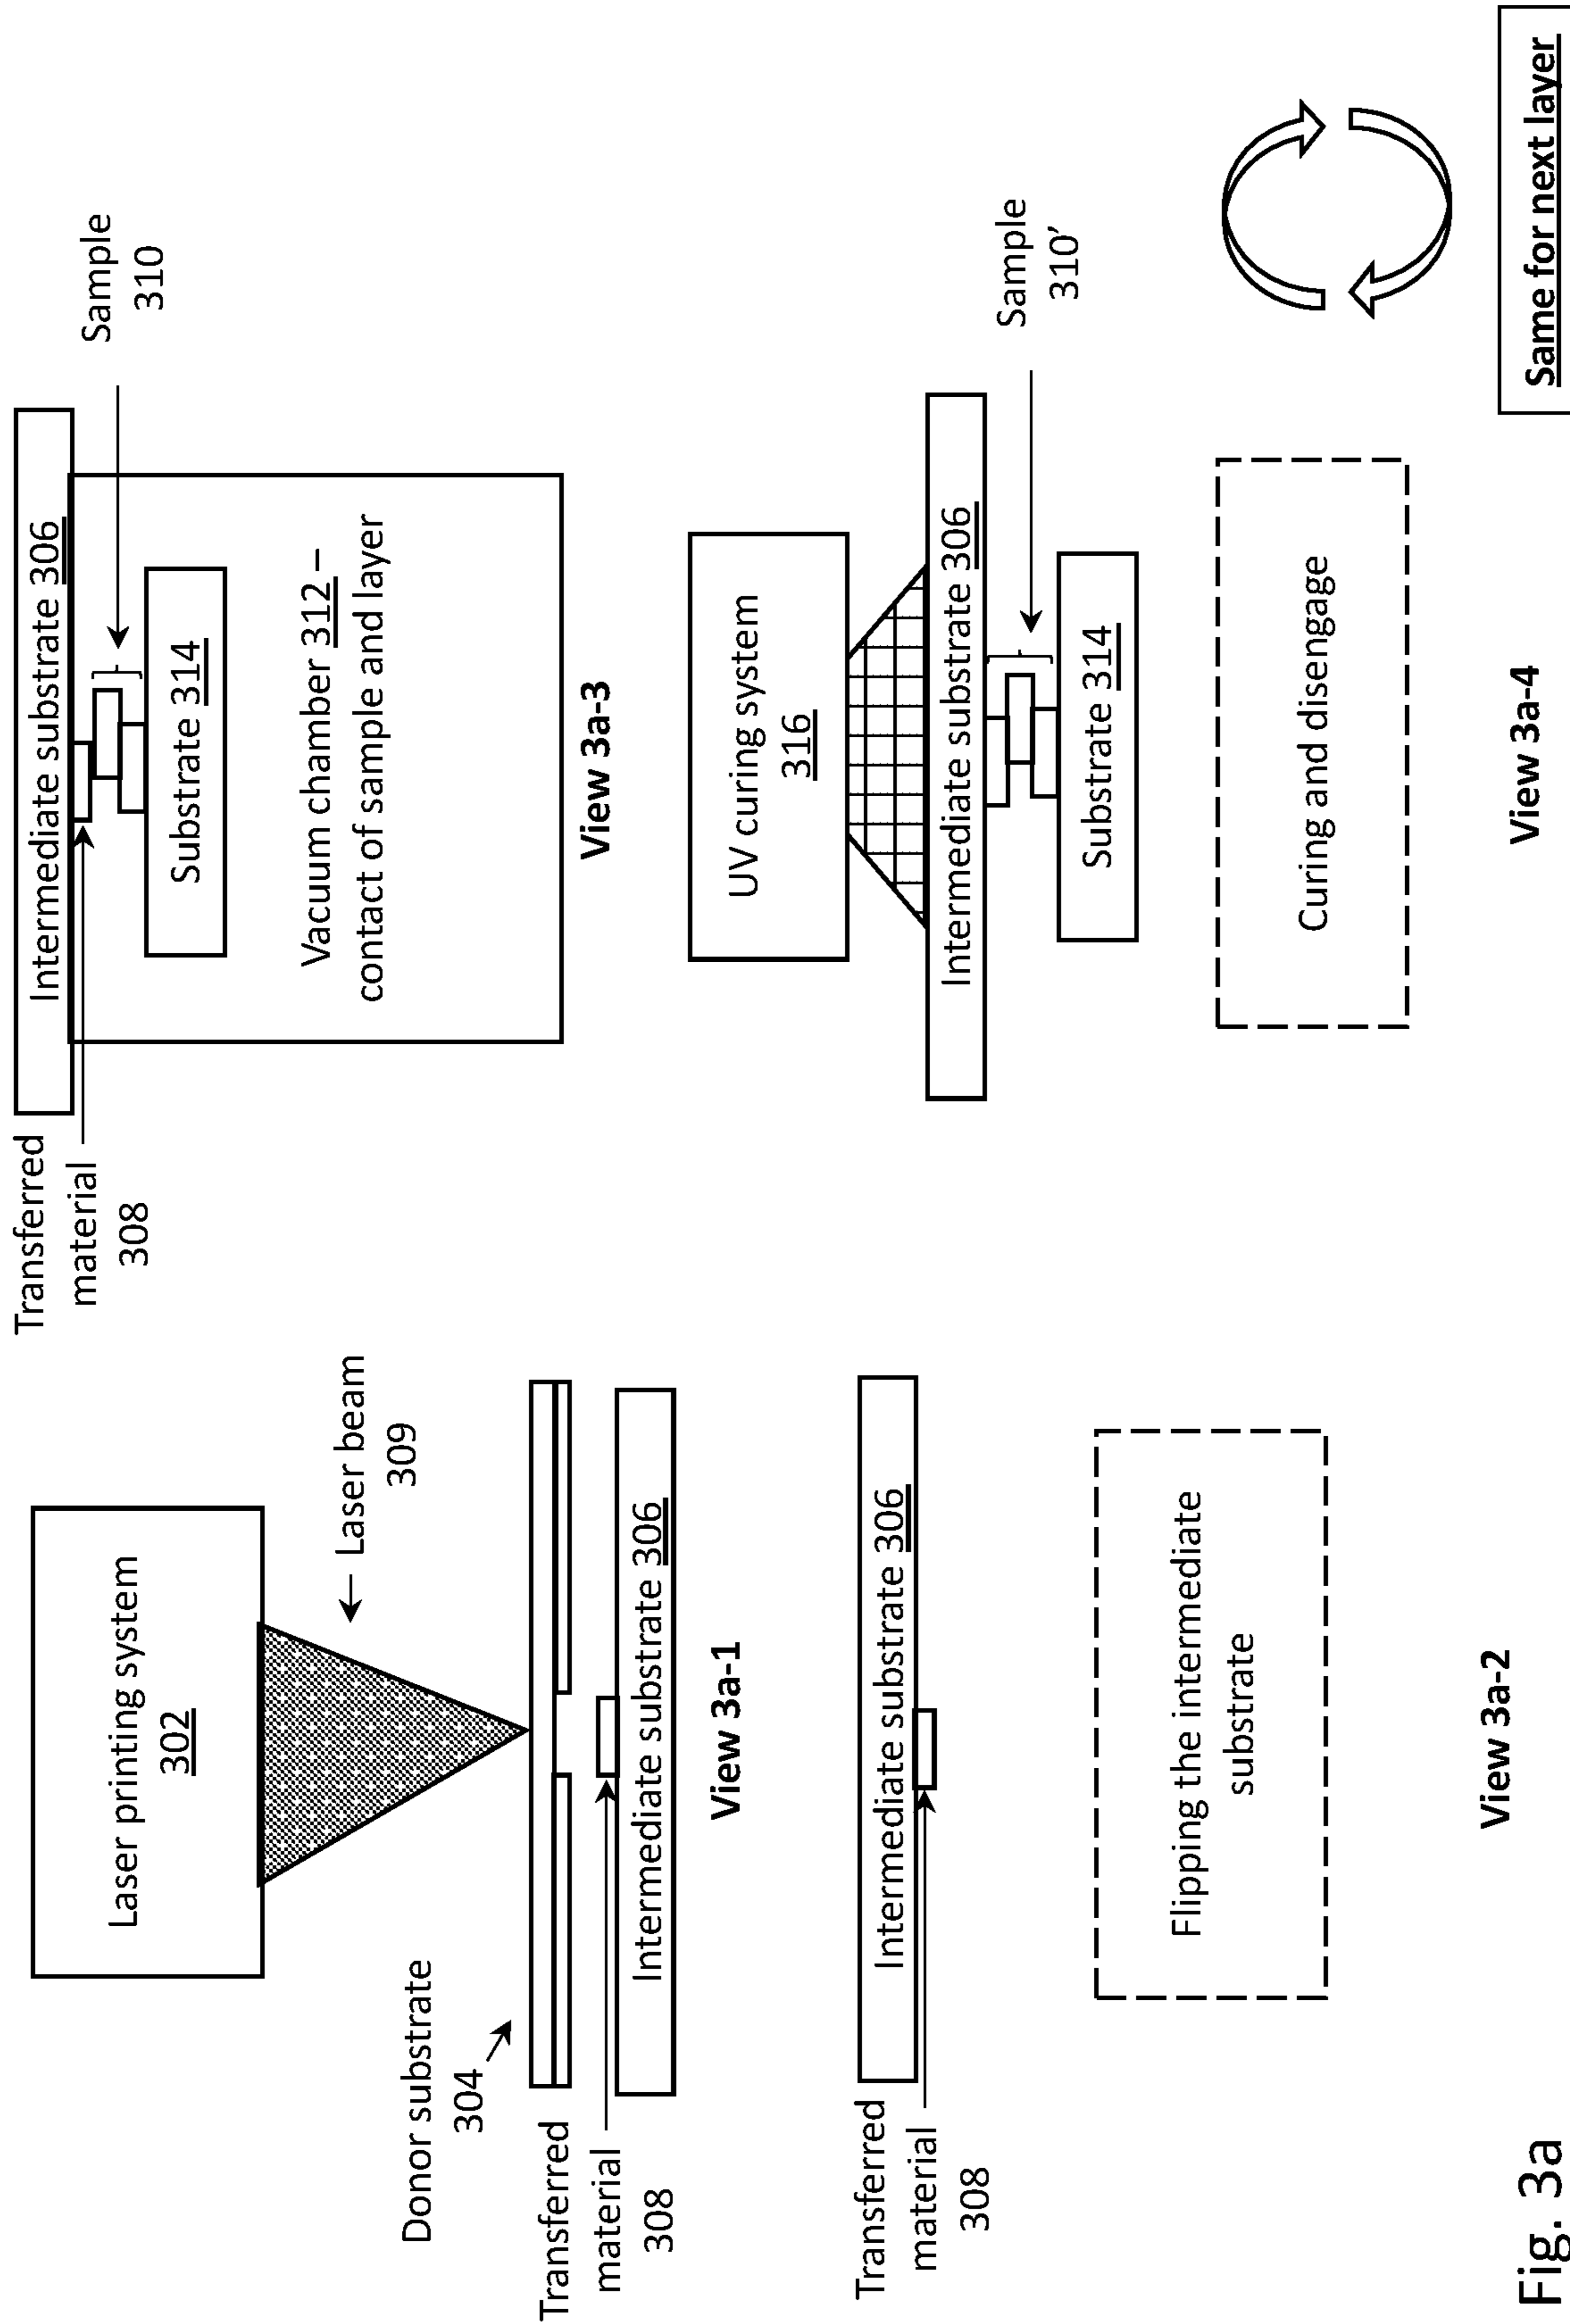 Laser printing system
302
Laser beam
309
Donor substrate
304
Transferred
material
308
Intermediate substrate 306
View 3a-1
Intermediate substrate 306
Transferred
material
308
Flipping the intermediate
substrate
View 3a-2
Transferred
material
308
Intermediate substrate 306
Sample
310
Substrate 314
Vacuum chamber 312 –
contact of sample and layer
View 3a-3
UV curing system
316
Intermediate substrate 306
Sample
310’
Substrate 314
Curing and disengage
View 3a-4
Same for next layer
Fig. 3a